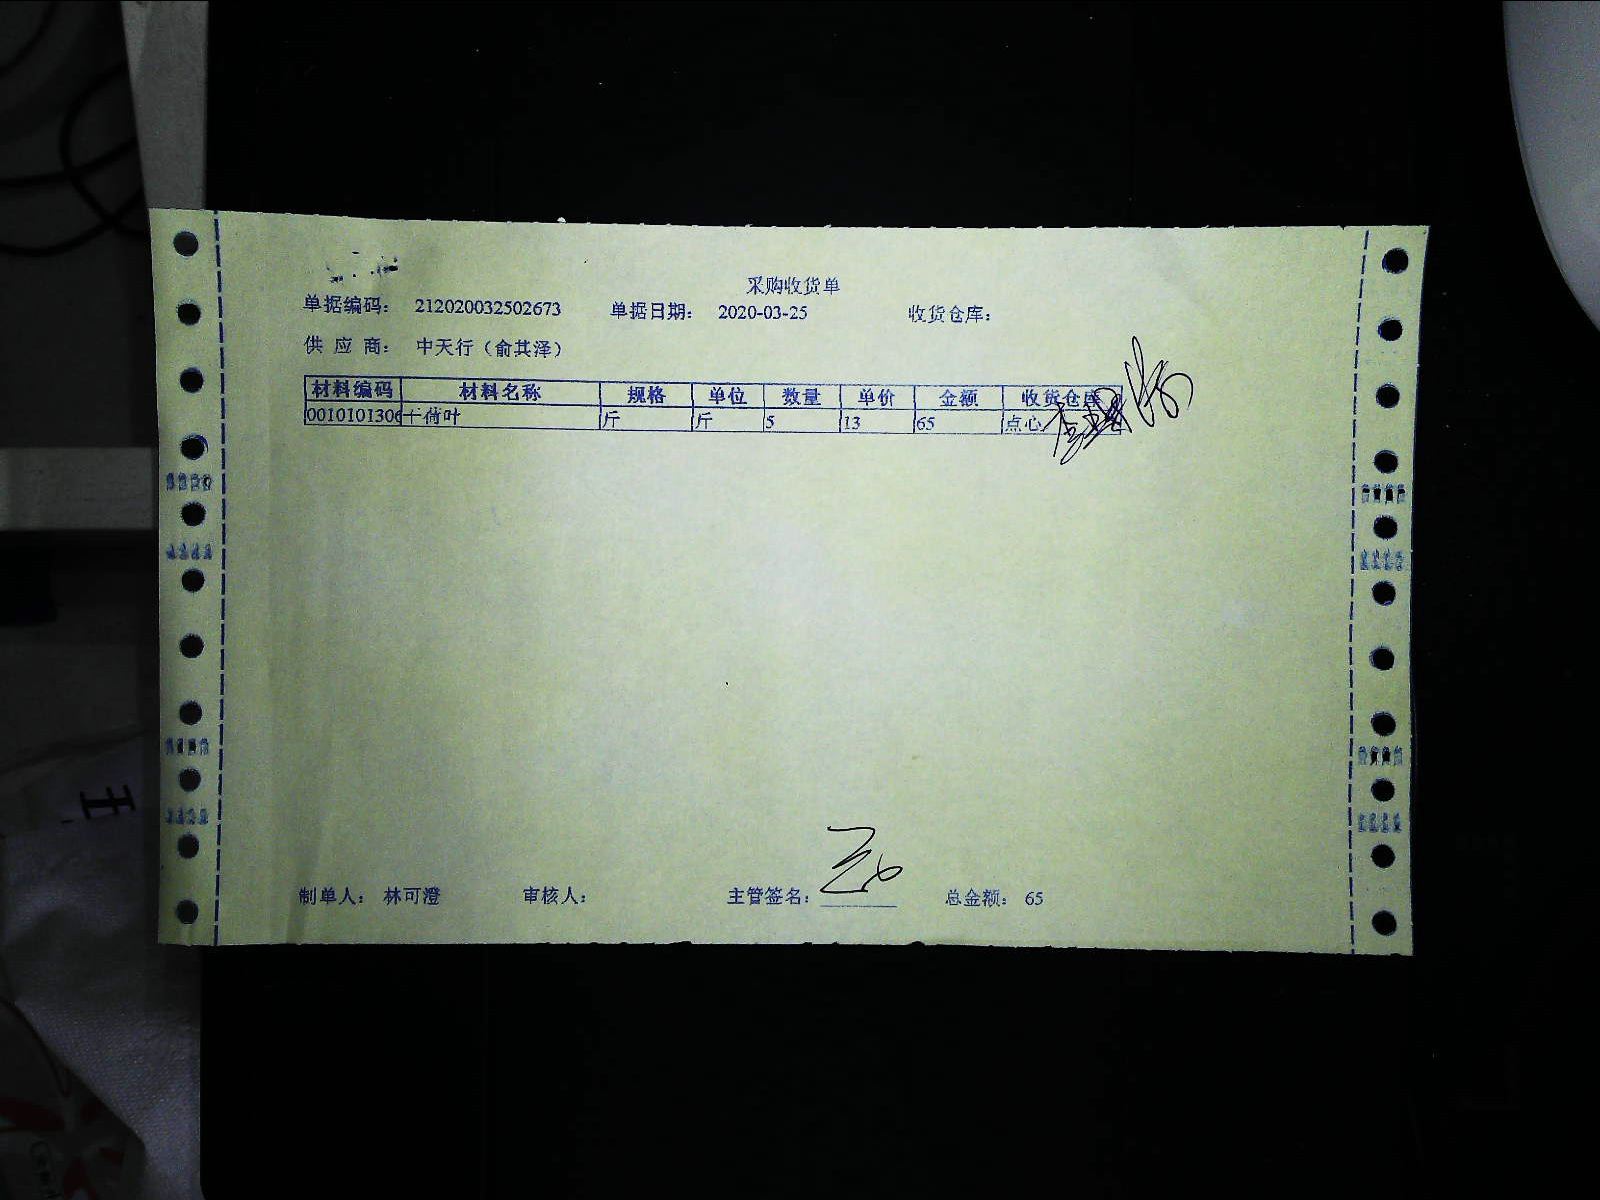 采购收货单
单据编码: 212020032502673 单据日期: 2020-03-25 收货仓库:
供 应 商: 中天行（俞其泽）
材料编码 材料名称 规格 单位 数量 单价 金额 收货仓库
0010101306 干荷叶 斤 斤 5 13 65 点心
制单人: 林可澄 审核人: 主管签名: 总金额: 65